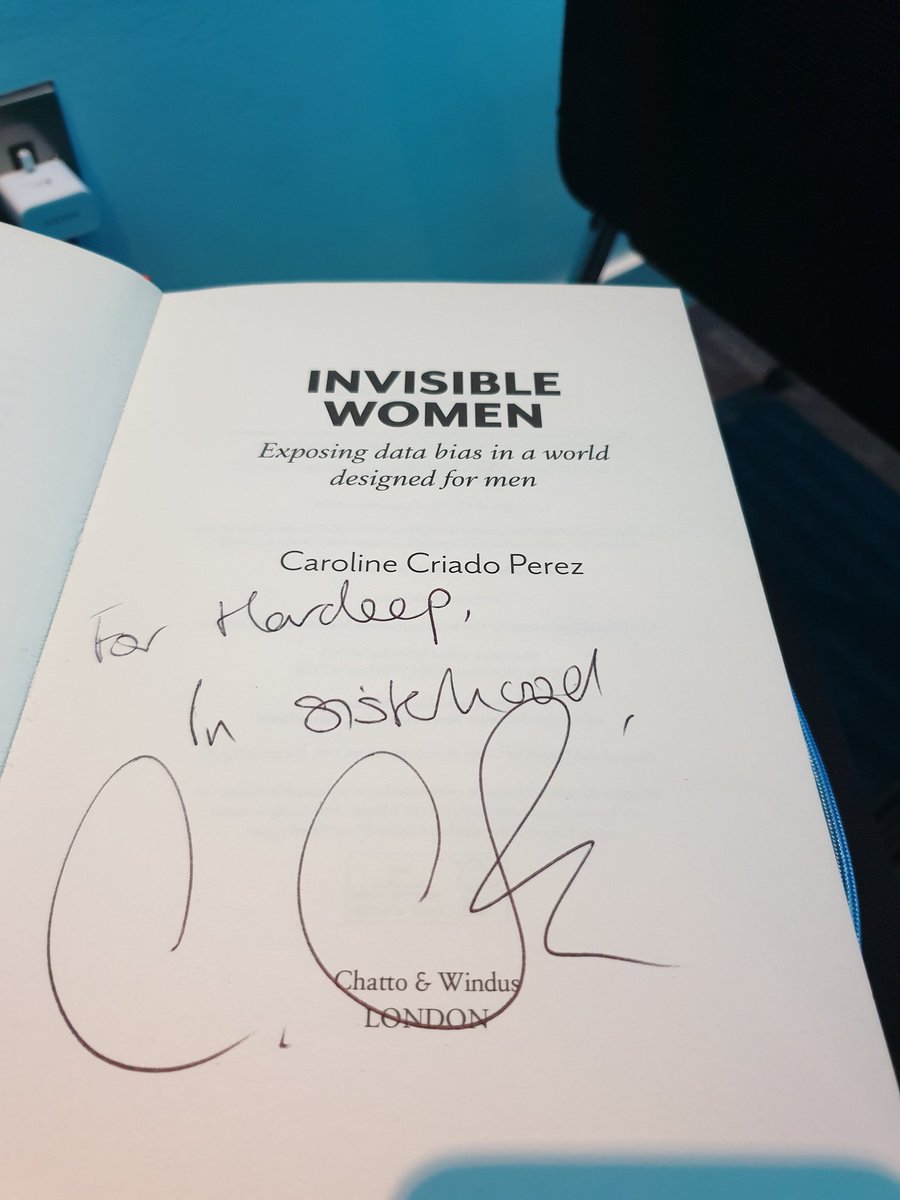 INVISIBLE
WOMEN
Exposing data bias in a world
designed for men
Caroline Criado Perez
For Hardeep,
In sisterhood,
Chatto & Windus
LONDON